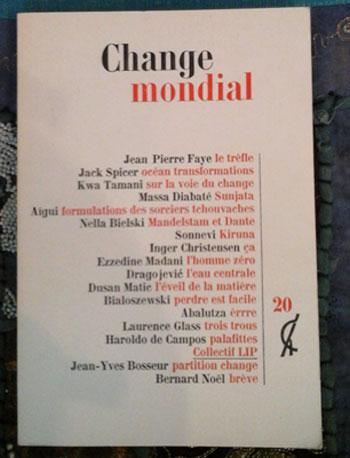 Change
mondial
Jean Pierre Faye le trèfle
Jack Spicer océan transformations
Kwa Tamani sur la voie du change
Massa Diabaté Sunjata
Aïgui formulations des sorciers tchouvaches
Nella Bielski Mandelstam et Dante
Sonnevi Kiruna
Inger Christensen ça
Ezzedine Madani l'homme zéro
Dragojević l'eau centrale
Dusan Matic l'éveil de la matière
Bialoszewski perdre est facile
Abalutza èrrre
Laurence Glass trois trous
Haroldo de Campos palafittes
Collectif LIP
Jean-Yves Bosseur partition change
Bernard Noël brève
20